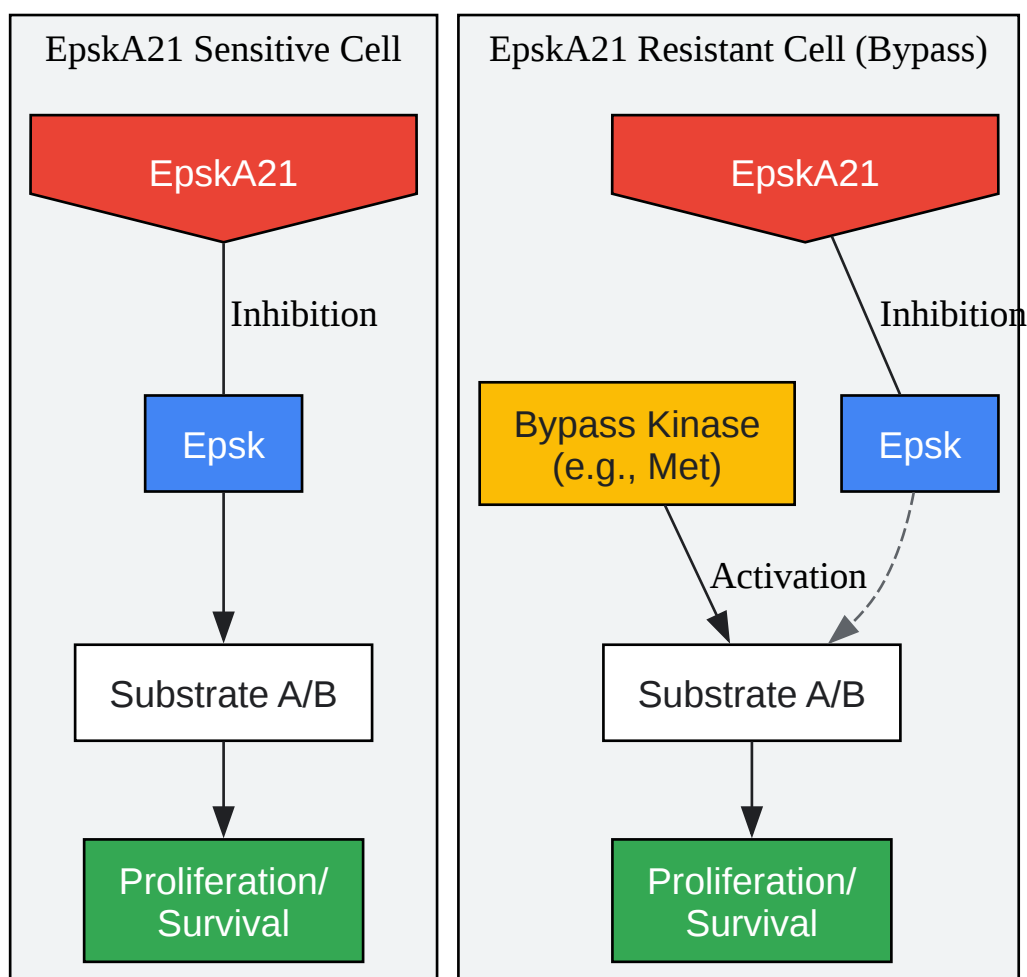 EpskA21 Sensitive Cell
EpskA21
Inhibition
Epsk
Substrate A/B
Proliferation/
Survival
EpskA21 Resistant Cell (Bypass)
EpskA21
Inhibition
Bypass Kinase
(e.g., Met)
Epsk
Activation
Substrate A/B
Proliferation/
Survival